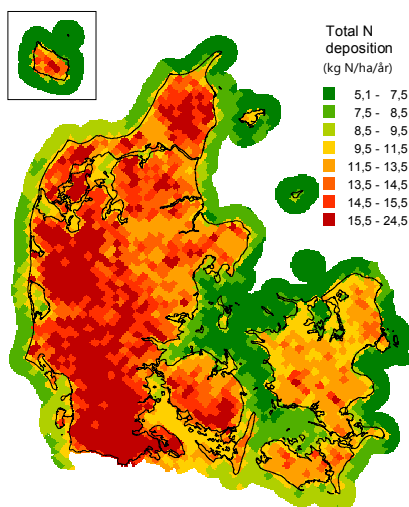 Total N
deposition
(kg N/ha/år)
5,1 - 7,5
7,5 - 8,5
8,5 - 9,5
9,5 - 11,5
11,5 - 13,5
13,5 - 14,5
14,5 - 15,5
15,5 - 24,5